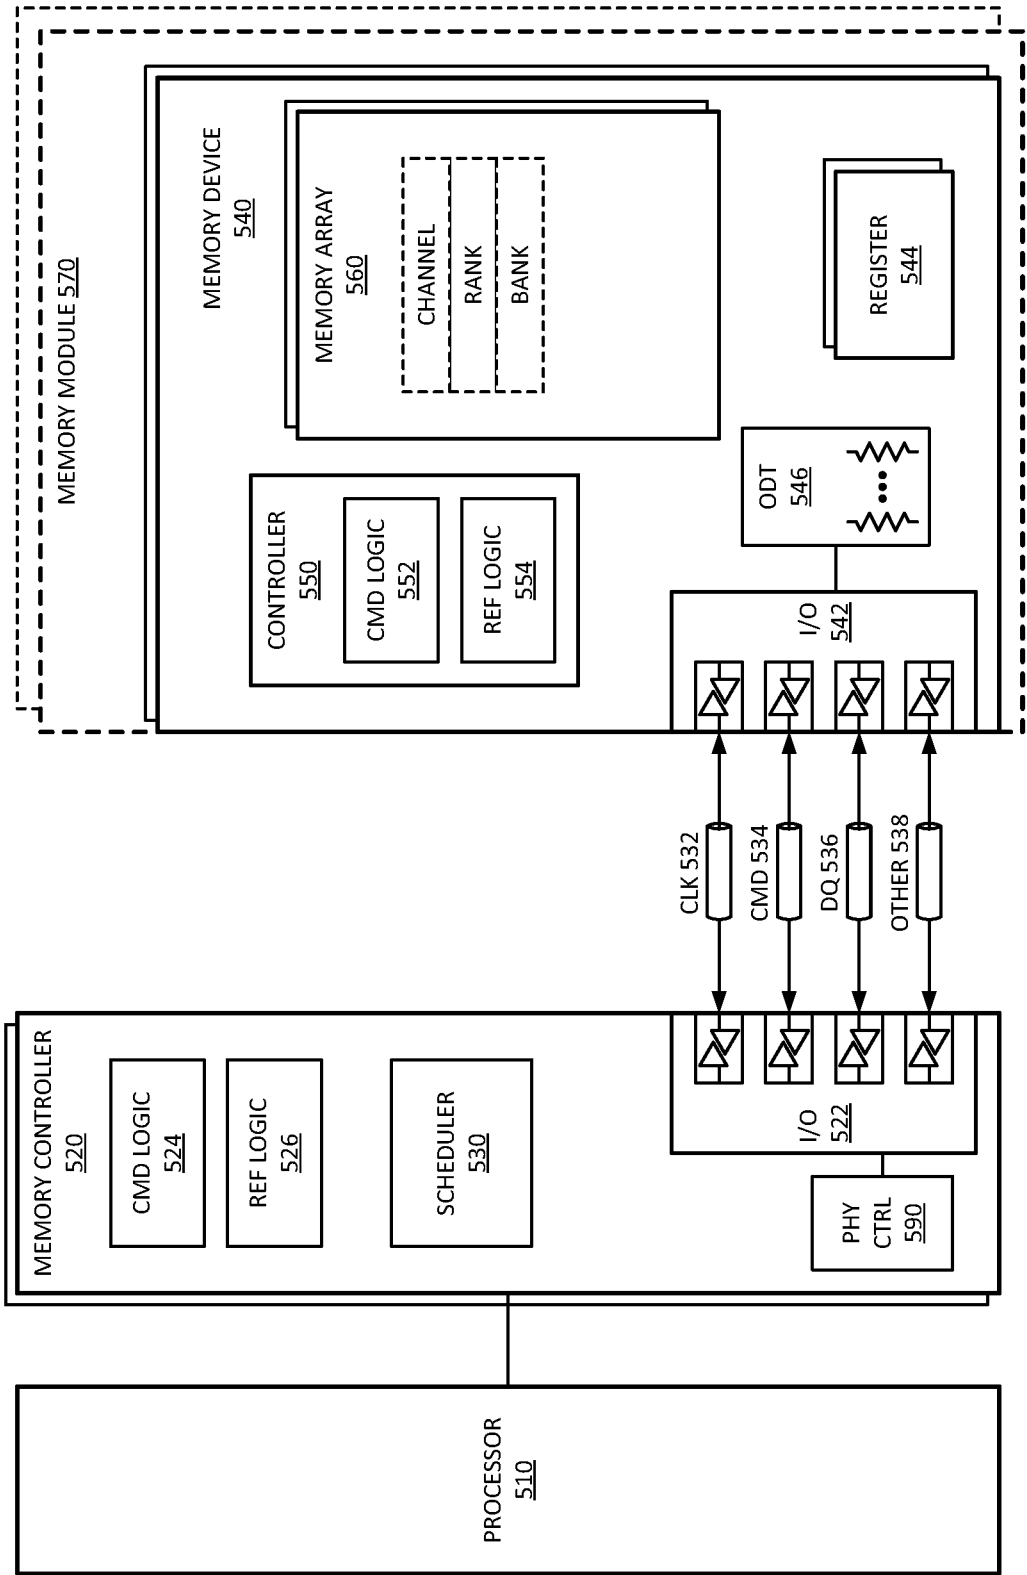 PROCESSOR
510
MEMORY CONTROLLER
520
CMD LOGIC
524
REF LOGIC
526
SCHEDULER
530
I/O
522
PHY
CTRL
590
CLK 532
CMD 534
DQ 536
OTHER 538
MEMORY MODULE 570
MEMORY DEVICE
540
CONTROLLER
550
CMD LOGIC
552
REF LOGIC
554
MEMORY ARRAY
560
CHANNEL
RANK
BANK
I/O
542
ODT
546
REGISTER
544